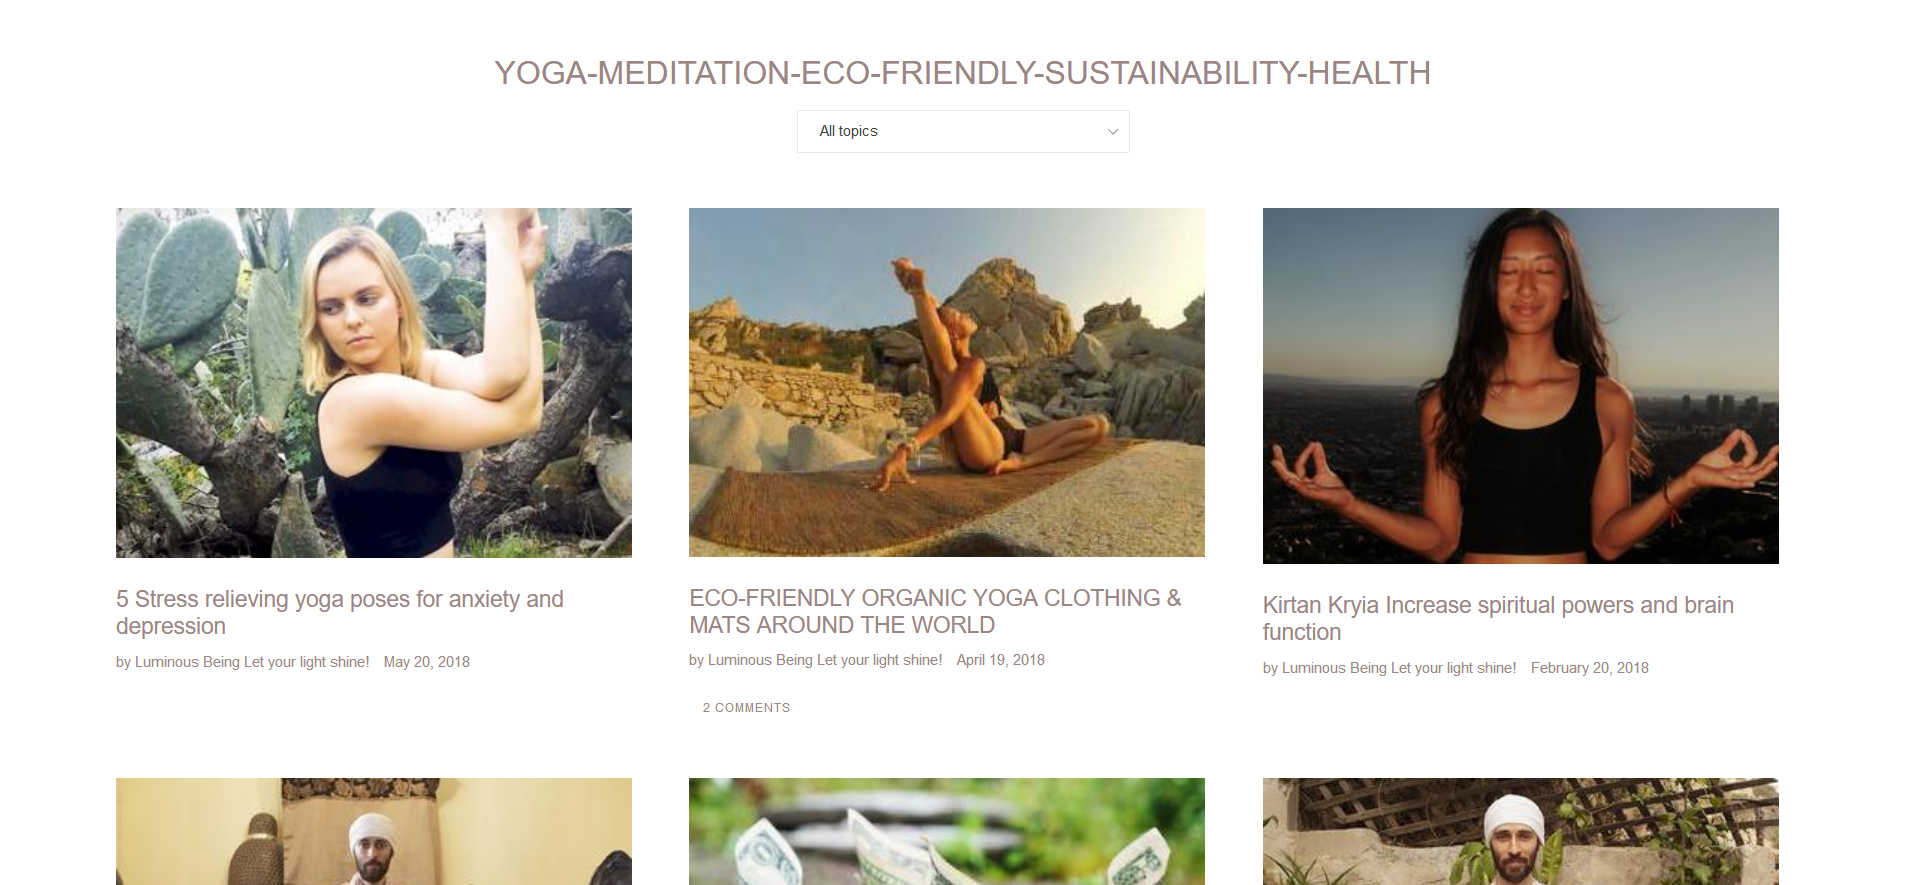 YOGA-MEDITATION-ECO-FRIENDLY-SUSTAINABILITY-HEALTH
All topics
5 Stress relieving yoga poses for anxiety and
depression
by Luminous Being Let your light shine! May 20, 2018
ECO-FRIENDLY ORGANIC YOGA CLOTHING &
MATS AROUND THE WORLD
by Luminous Being Let your light shine! April 19, 2018
2 COMMENTS
Kirtan Kryia Increase spiritual powers and brain
function
by Luminous Being Let your light shine! February 20, 2018